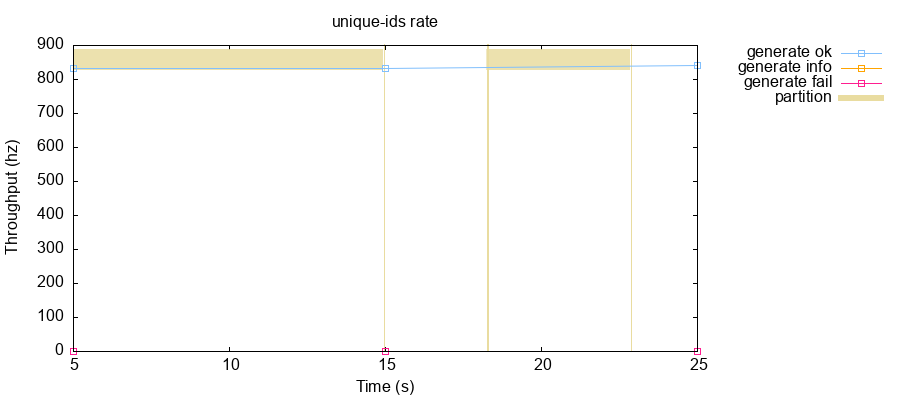 unique-ids rate
900
800
700
600
500
400
300
200
100
0
Throughput (hz)
5
10
15
20
25
Time (s)
generate ok
generate info
generate fail
partition